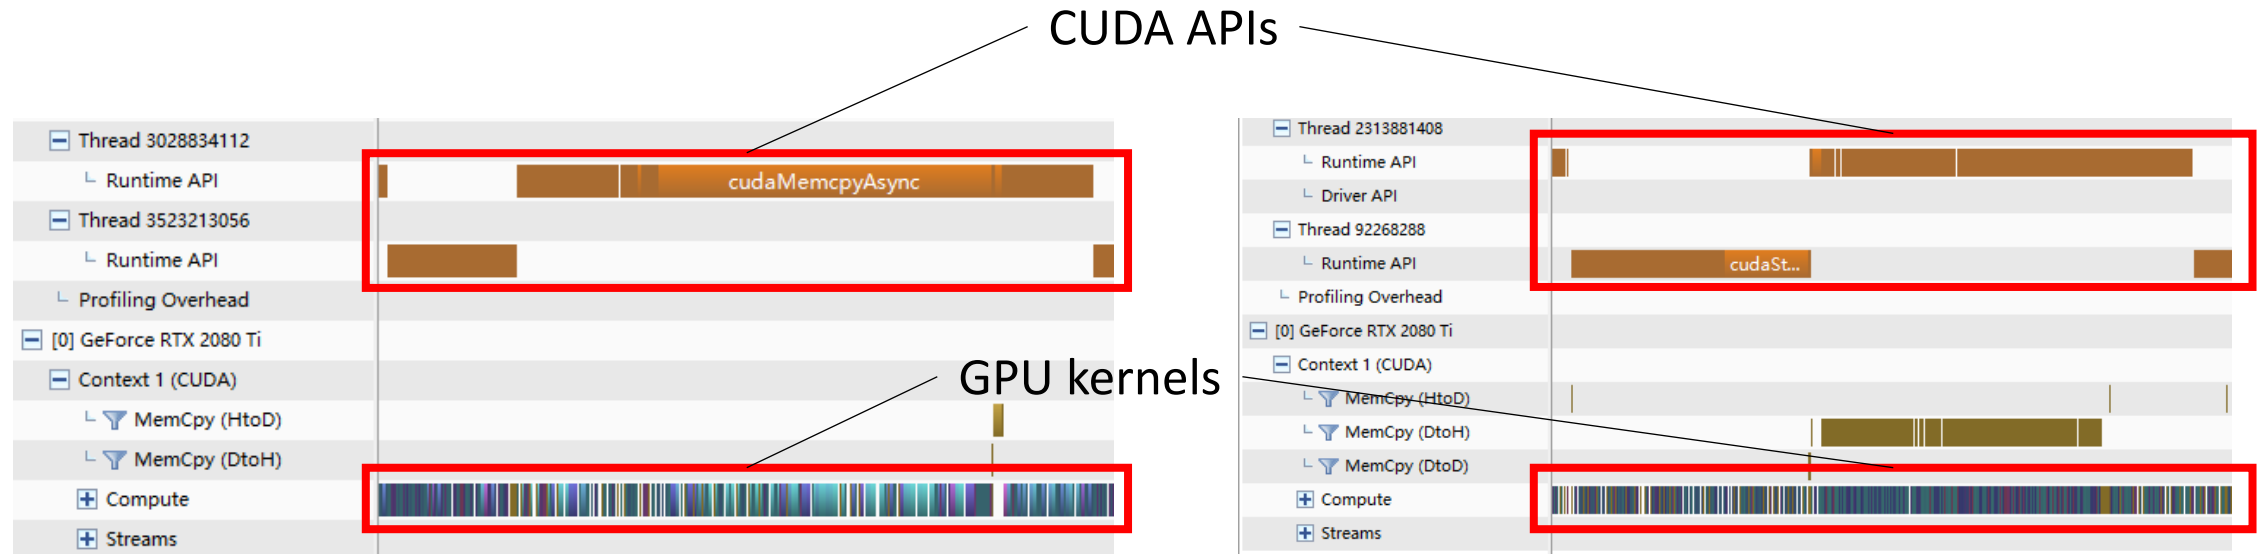 CUDA APIs
Thread 3028834112
Runtime API
cudaMemcpyAsync
Thread 3523213056
Runtime API
Profiling Overhead
[0] GeForce RTX 2080 Ti
Context 1 (CUDA)
MemCpy (HtoD)
MemCpy (DtoH)
Compute
Streams
GPU kernels
Thread 2313881408
Runtime API
Driver API
Thread 92268288
Runtime API
cudaSt...
Profiling Overhead
[0] GeForce RTX 2080 Ti
Context 1 (CUDA)
MemCpy (HtoD)
MemCpy (DtoH)
MemCpy (DtoD)
Compute
Streams